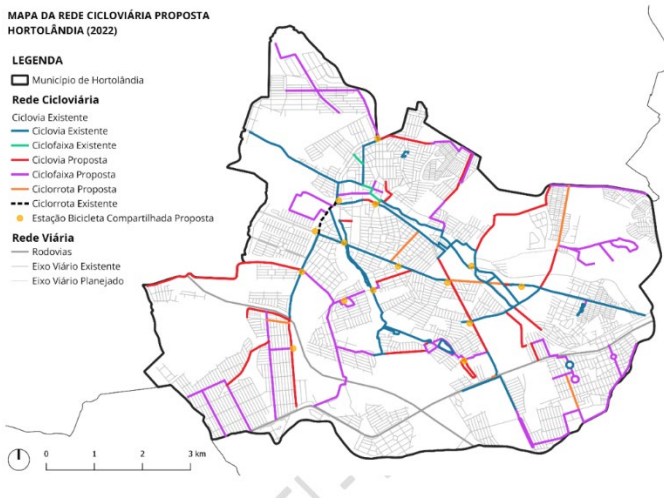 MAPA DA REDE CICLOVIÁRIA PROPOSTA
HORTOLÂNDIA (2022)
LEGENDA
Município de Hortolândia
Rede Cicloviária
Ciclovia Existente
Ciclovia Existente
Ciclofaixa Existente
Ciclovia Proposta
Ciclofaixa Proposta
Ciclorrota Proposta
Ciclorrota Existente
Estação Bicicleta Compartilhada Proposta
Rede Viária
Rodovias
Eixo Viário Existente
Eixo Viário Planejado
0 1 2 3 km